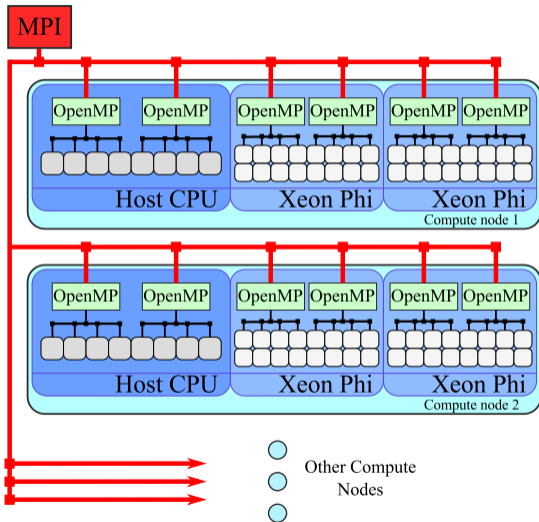 MPI
OpenMP OpenMP OpenMP OpenMP OpenMP OpenMP
Host CPU Xeon Phi Xeon Phi
Compute node 1
OpenMP OpenMP OpenMP OpenMP OpenMP OpenMP
Host CPU Xeon Phi Xeon Phi
Compute node 2
Other Compute
Nodes